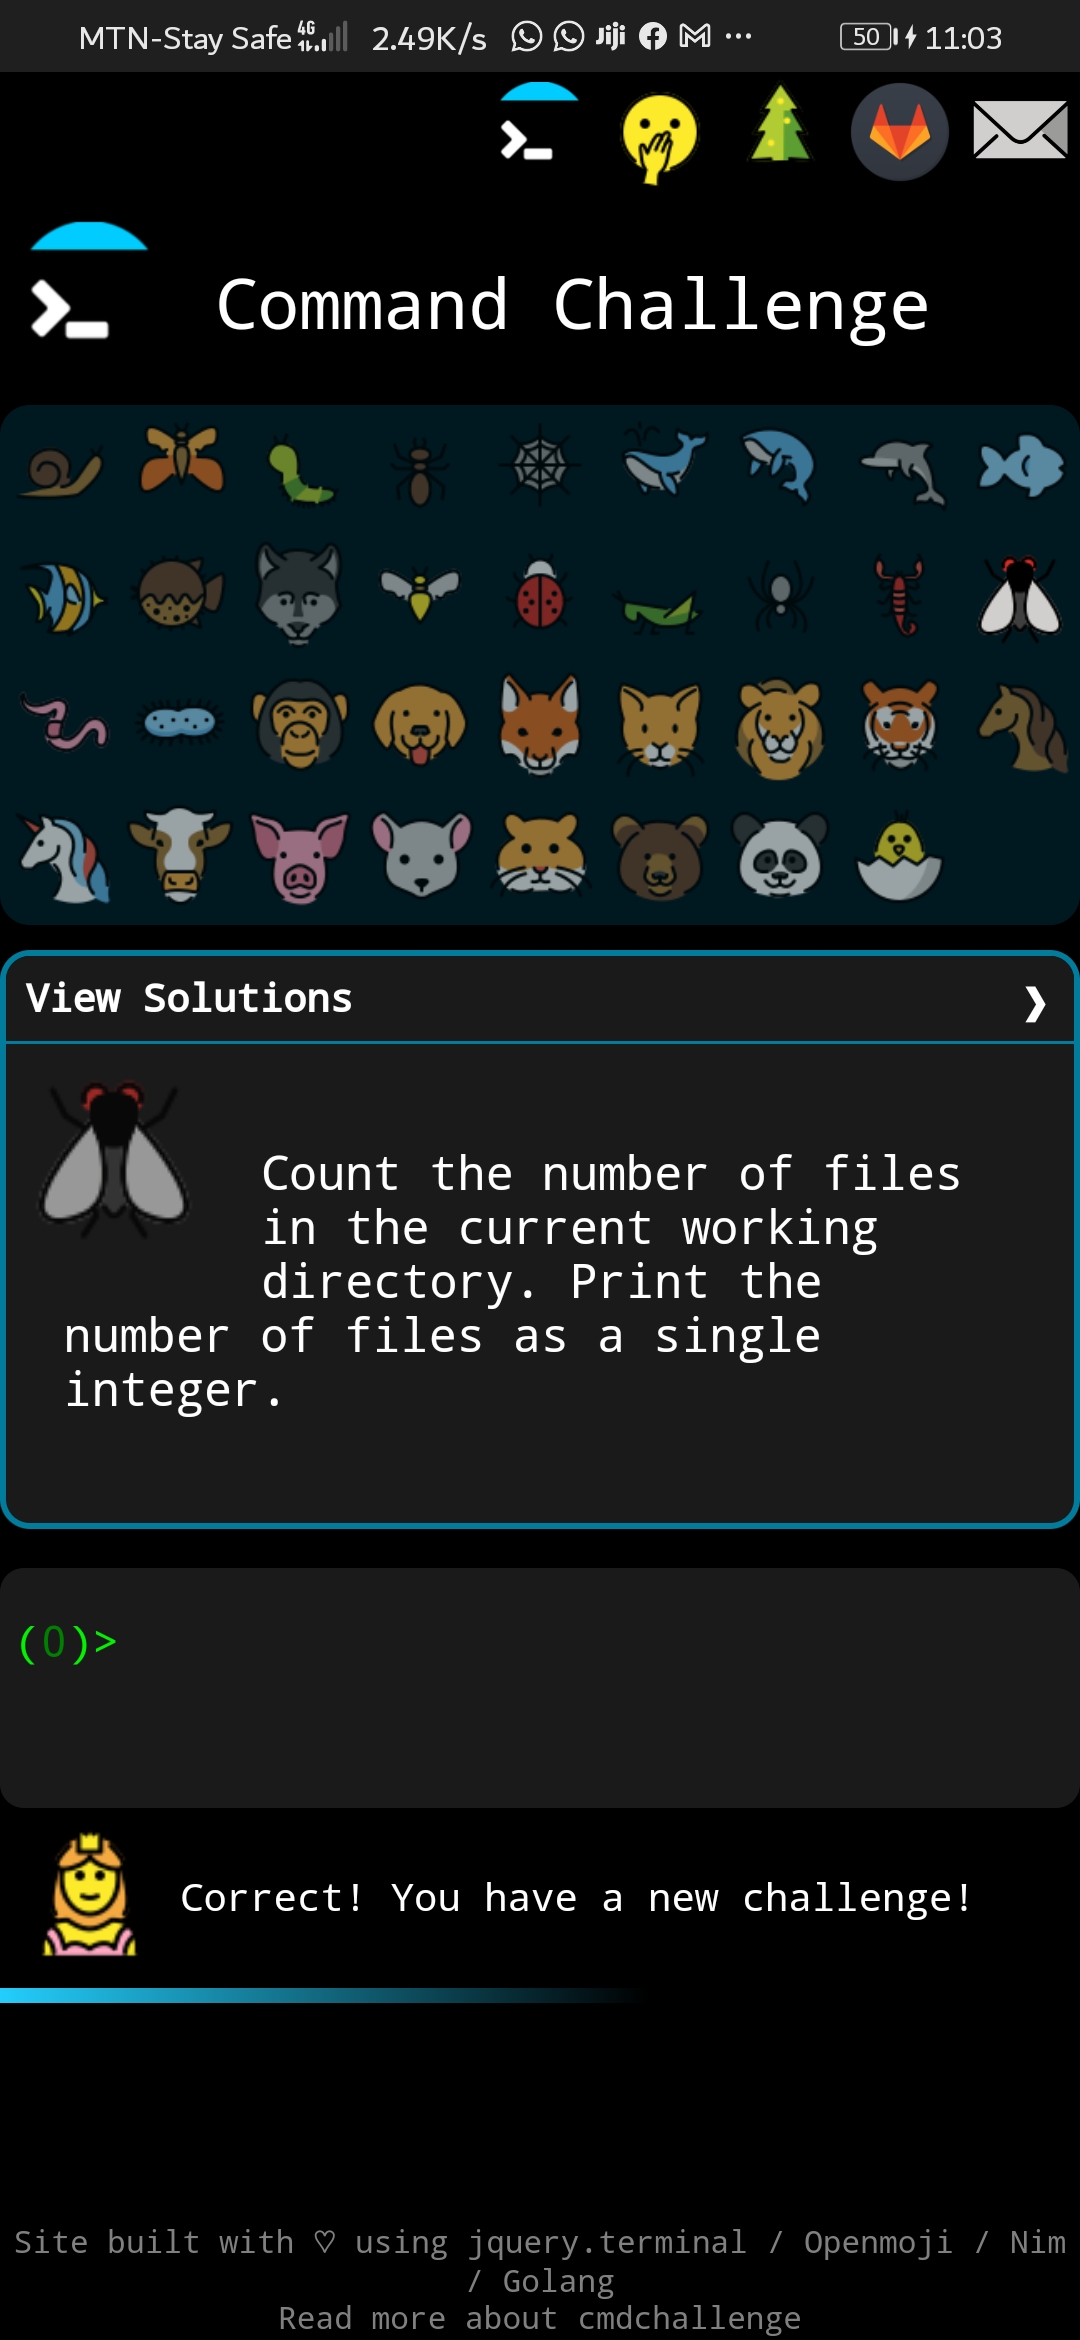 MTN-Stay Safe 4G 2.49K/s Jiji 50 11:03
Command Challenge
View Solutions
Count the number of files
in the current working
directory. Print the
number of files as a single
integer.
(0)>
Correct! You have a new challenge!
Site built with ♡ using jquery.terminal / Openmoji / Nim
/ Golang
Read more about cmdchallenge